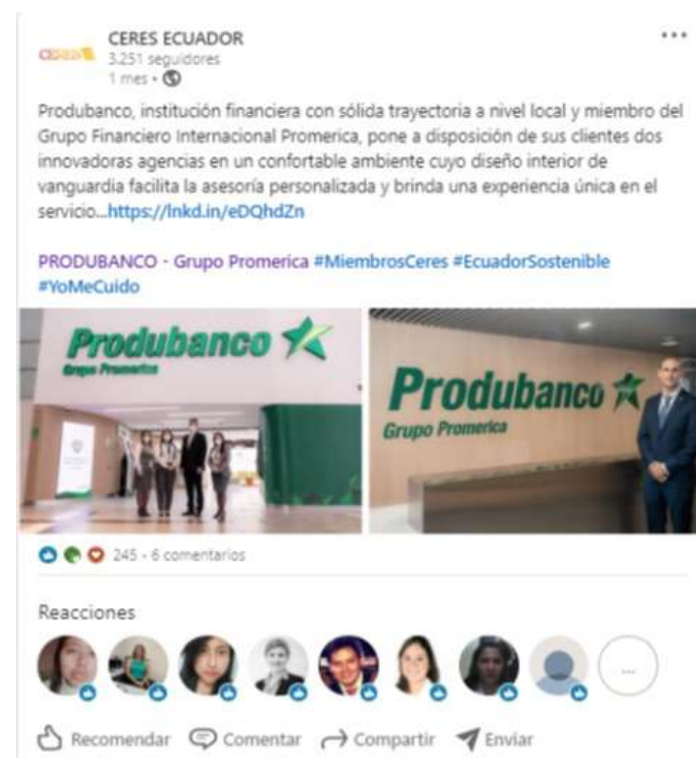 CERES ECUADOR
CERES
3.251 seguidores
1 mes •
Produbanco, institución financiera con sólida trayectoria a nivel local y miembro del
Grupo Financiero Internacional Promerica, pone a disposición de sus clientes dos
innovadoras agencias en un confortable ambiente cuyo diseño interior de
vanguardia facilita la asesoría personalizada y brinda una experiencia única en el
servicio...https://lnkd.in/eDQhdZn
PRODUBANCO - Grupo Promerica #MiembrosCeres #EcuadorSostenible
#YoMeCuido
Produbanco
Grupo Promerica
Produbanco
Grupo Promerica
245 • 6 comentarios
Reacciones
...
Recomendar Comentar Compartir Enviar